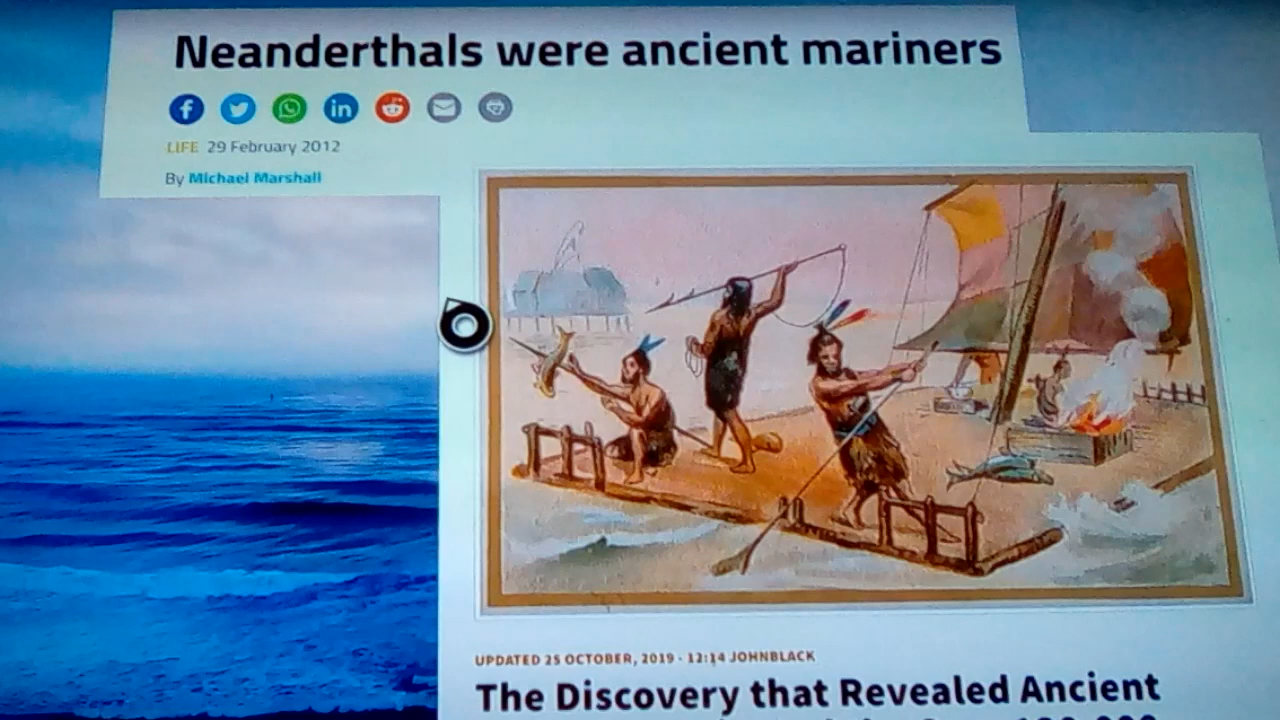 Neanderthals were ancient mariners
LIFE 29 February 2012
By Michael Marshall
UPDATED 25 OCTOBER, 2019 - 12:14 JOHNBLACK
The Discovery that Revealed Ancient